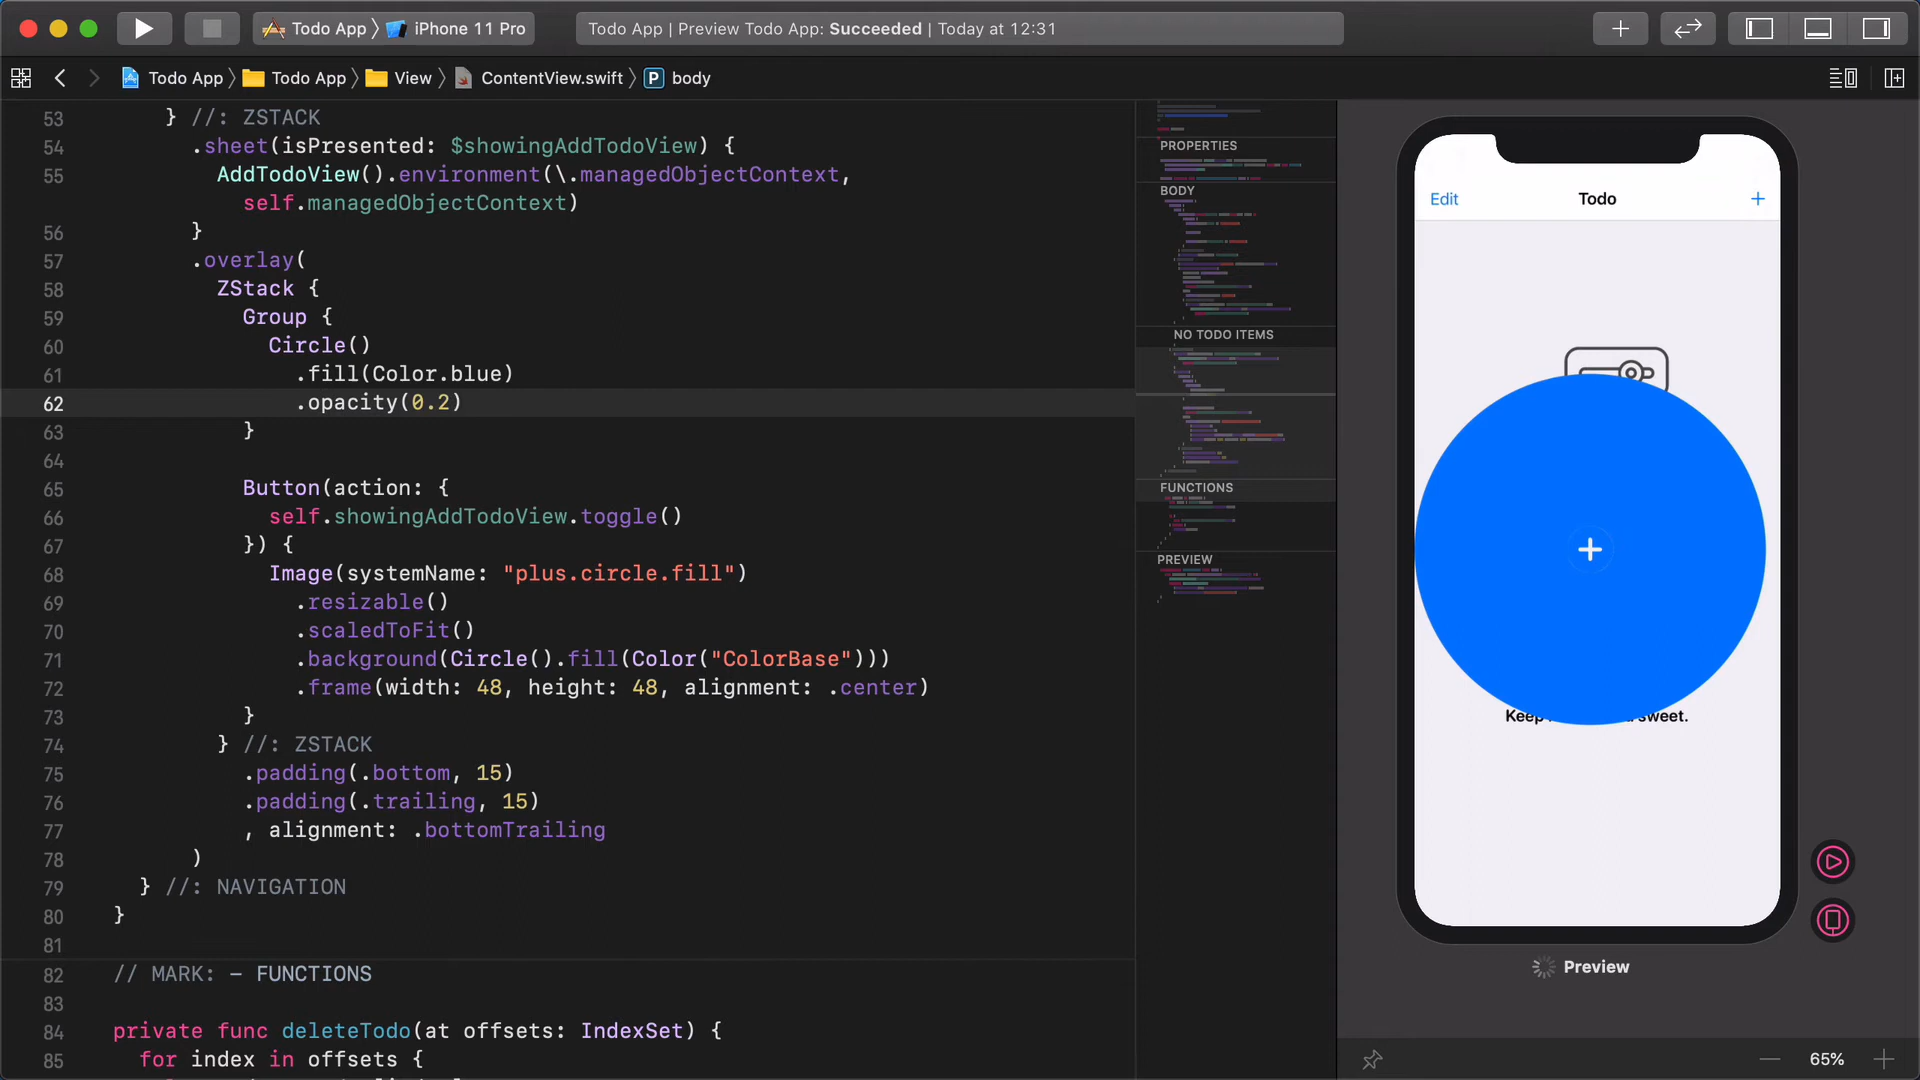 Todo App 〉 iPhone 11 Pro
Todo App | Preview Todo App: Succeeded | Today at 12:31
Todo App 〉 Todo App 〉 View 〉 ContentView.swift 〉 P body
53 } //: ZSTACK
54 .sheet(isPresented: $showingAddTodoView) {
55 AddTodoView().environment(\.managedObjectContext,
self.managedObjectContext)
56 }
57 .overlay(
58 ZStack {
59 Group {
60 Circle()
61 .fill(Color.blue)
62 .opacity(0.2)
63 }
64
65 Button(action: {
66 self.showingAddTodoView.toggle()
67 }) {
68 Image(systemName: "plus.circle.fill")
69 .resizable()
70 .scaledToFit()
71 .background(Circle().fill(Color("ColorBase")))
72 .frame(width: 48, height: 48, alignment: .center)
73 }
74 } //: ZSTACK
75 .padding(.bottom, 15)
76 .padding(.trailing, 15)
77 , alignment: .bottomTrailing
78 )
79 } //: NAVIGATION
80 }
81
82 // MARK: - FUNCTIONS
83
84 private func deleteTodo(at offsets: IndexSet) {
85 for index in offsets {
PROPERTIES
BODY
NO TODO ITEMS
FUNCTIONS
PREVIEW
Edit Todo +
Keep sweet.
Preview
65%